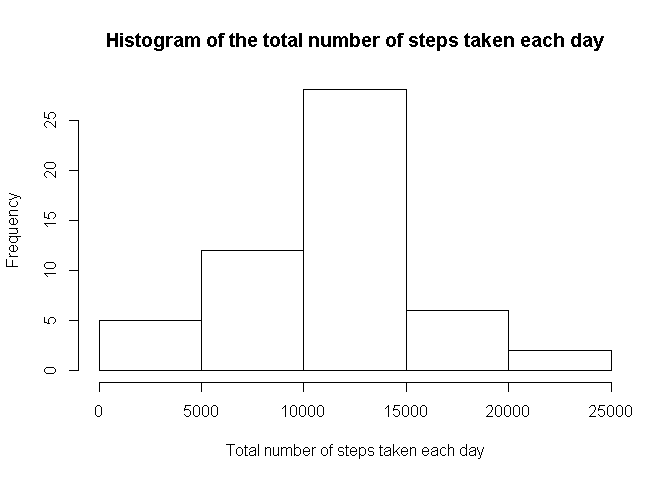 Histogram of the total number of steps taken each day
Frequency
25
20
15
10
5
0
0 5000 10000 15000 20000 25000
Total number of steps taken each day